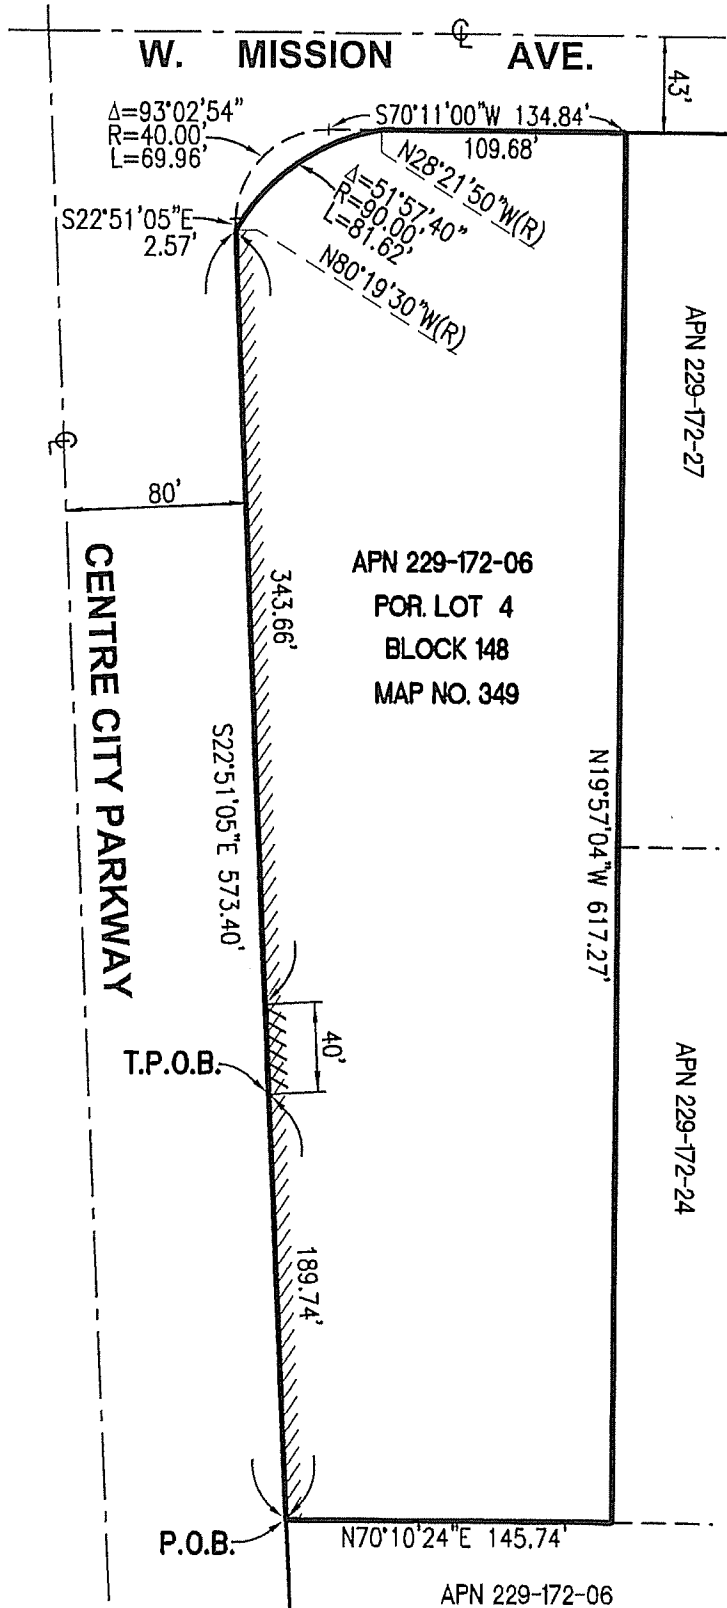 W. MISSION AVE.
43'
Δ=93°02'54"
R=40.00'
L=69.96'
S70°11'00"W 134.84'
109.68'
N28°21'50"W(R)
Δ=51°57'40"
R=90.00'
L=81.62'
S22°51'05"E
2.57'
N80°19'30"W(R)
APN 229-172-27
80'
CENTRE CITY PARKWAY
343.66'
APN 229-172-06
POR. LOT 4
BLOCK 148
MAP NO. 349
S22°51'05"E 573.40'
N19°57'04"W 617.27'
40'
T.P.O.B.
APN 229-172-24
189.74'
P.O.B.
N70°10'24"E 145.74'
APN 229-172-06